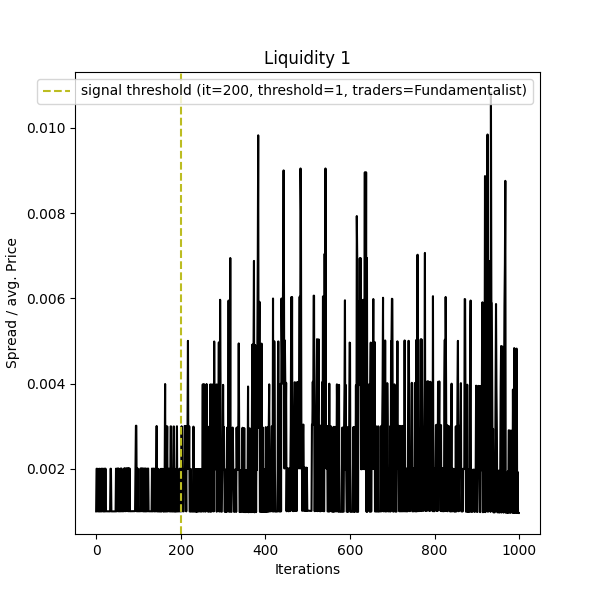 Liquidity 1
signal threshold (it=200, threshold=1, traders=Fundamentalist)
Spread / avg. Price
0.010
0.008
0.006
0.004
0.002
0 200 400 600 800 1000
Iterations